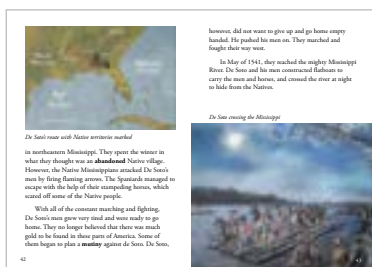 De Soto's route with Native territories marked
in northeastern Mississippi. They spent the winter in
what they thought was an abandoned Native village.
However, the Native Mississippians attacked De Soto's
men by firing flaming arrows. The Spaniards managed to
escape with the help of their stampeding horses, which
scared off some of the Native people.
With all of the constant marching and fighting,
De Soto's men grew very tired and were ready to go
home. They no longer believed that there was much
gold to be found in these parts of America. Some of
them began to plan a mutiny against de Soto. De Soto,
42
however, did not want to give up and go home empty
handed. He pushed his men on. They marched and
fought their way west.
In May of 1541, they reached the mighty Mississippi
River. De Soto and his men constructed flatboats to
carry the men and horses, and crossed the river at night
to hide from the Natives.
De Soto crossing the Mississippi
43